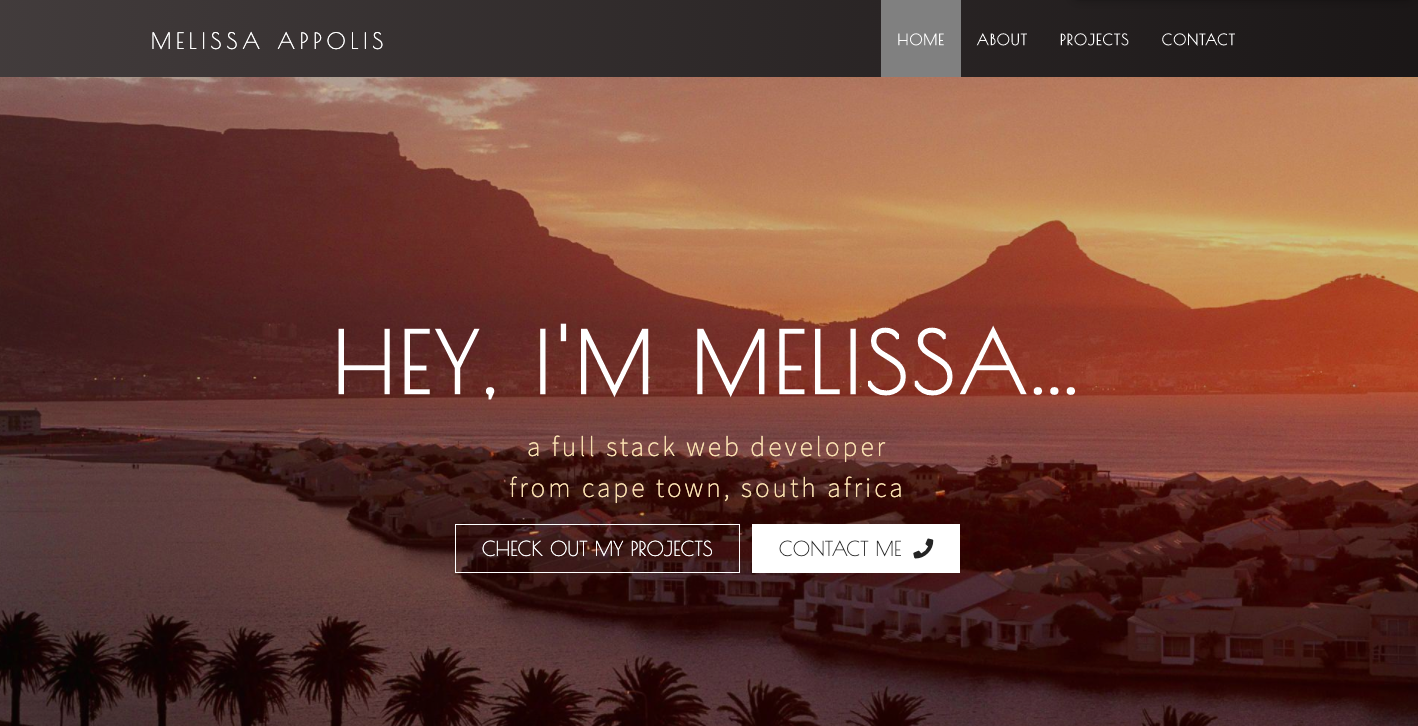 MELISSA APPOLIS
HOME ABOUT PROJECTS CONTACT
HEY, I'M MELISSA...
a full stack web developer
from cape town, south africa
CHECK OUT MY PROJECTS
CONTACT ME